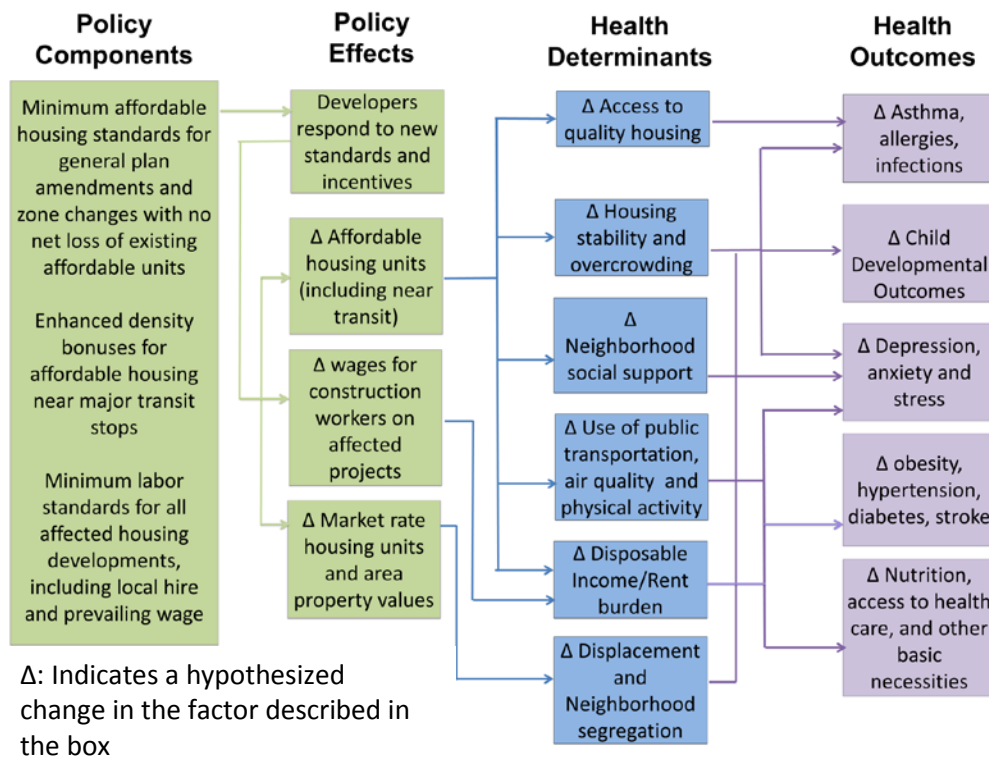 Policy
Components
Minimum affordable
housing standards for
general plan
amendments and
zone changes with no
net loss of existing
affordable units
Enhanced density
bonuses for
affordable housing
near major transit
stops
Minimum labor
standards for all
affected housing
developments,
including local hire
and prevailing wage
Policy
Effects
Developers
respond to new
standards and
incentives
Δ Affordable
housing units
(including near
transit)
Δ wages for
construction
workers on
affected
projects
Δ Market rate
housing units
and area
property values
Health
Determinants
Δ Access to
quality housing
Δ Housing
stability and
overcrowding
Δ
Neighborhood
social support
Δ Use of public
transportation,
air quality and
physical activity
Δ Disposable
Income/Rent
burden
Δ Displacement
and
Neighborhood
segregation
Health
Outcomes
Δ Asthma,
allergies,
infections
Δ Child
Developmental
Outcomes
Δ Depression,
anxiety and
stress
Δ obesity,
hypertension,
diabetes, stroke
Δ Nutrition,
access to health
care, and other
basic
necessities
Δ: Indicates a hypothesized
change in the factor described in
the box